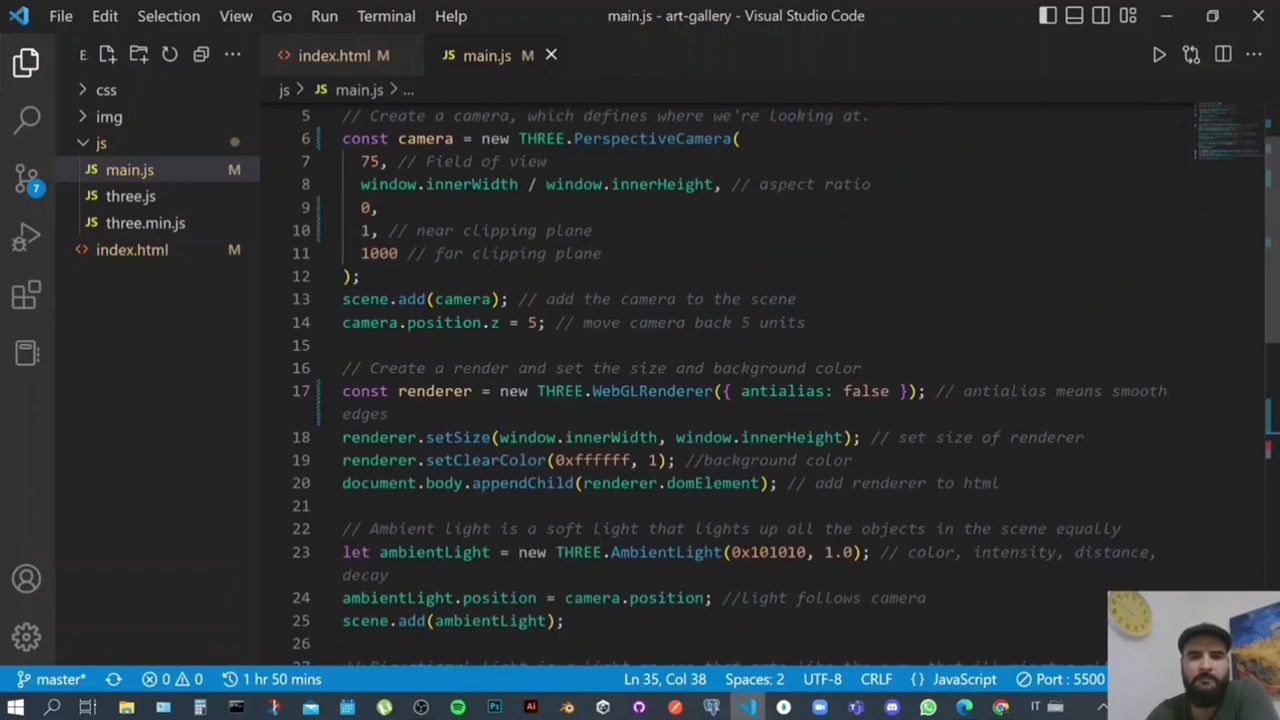 File Edit Selection View Go Run Terminal Help
main.js - art-gallery - Visual Studio Code
E.
index.html M
JS main.js M
css
js > JS main.js > ...
img
js
JS main.js M
JS three.js
JS three.min.js
<> index.html M
7
5 // Create a camera, which defines where we're looking at.
6 const camera = new THREE.PerspectiveCamera(
7 75, // Field of view
8 window.innerWidth / window.innerHeight, // aspect ratio
9 0,
10 1, // near clipping plane
11 1000 // far clipping plane
12 );
13 scene.add(camera); // add the camera to the scene
14 camera.position.z = 5; // move camera back 5 units
15
16 // Create a render and set the size and background color
17 const renderer = new THREE.WebGLRenderer({ antialias: false }); // antialias means smooth
edges
18 renderer.setSize(window.innerWidth, window.innerHeight); // set size of renderer
19 renderer.setClearColor(0xffffff, 1); //background color
20 document.body.appendChild(renderer.domElement); // add renderer to html
21
22 // Ambient light is a soft light that lights up all the objects in the scene equally
23 let ambientLight = new THREE.AmbientLight(0x101010, 1.0); // color, intensity, distance,
decay
24 ambientLight.position = camera.position; //light follows camera
25 scene.add(ambientLight);
26
master* 0 0 1 hr 50 mins
Ln 35, Col 38 Spaces: 2 UTF-8 CRLF {} JavaScript Port : 5500
Ps Ai
IT